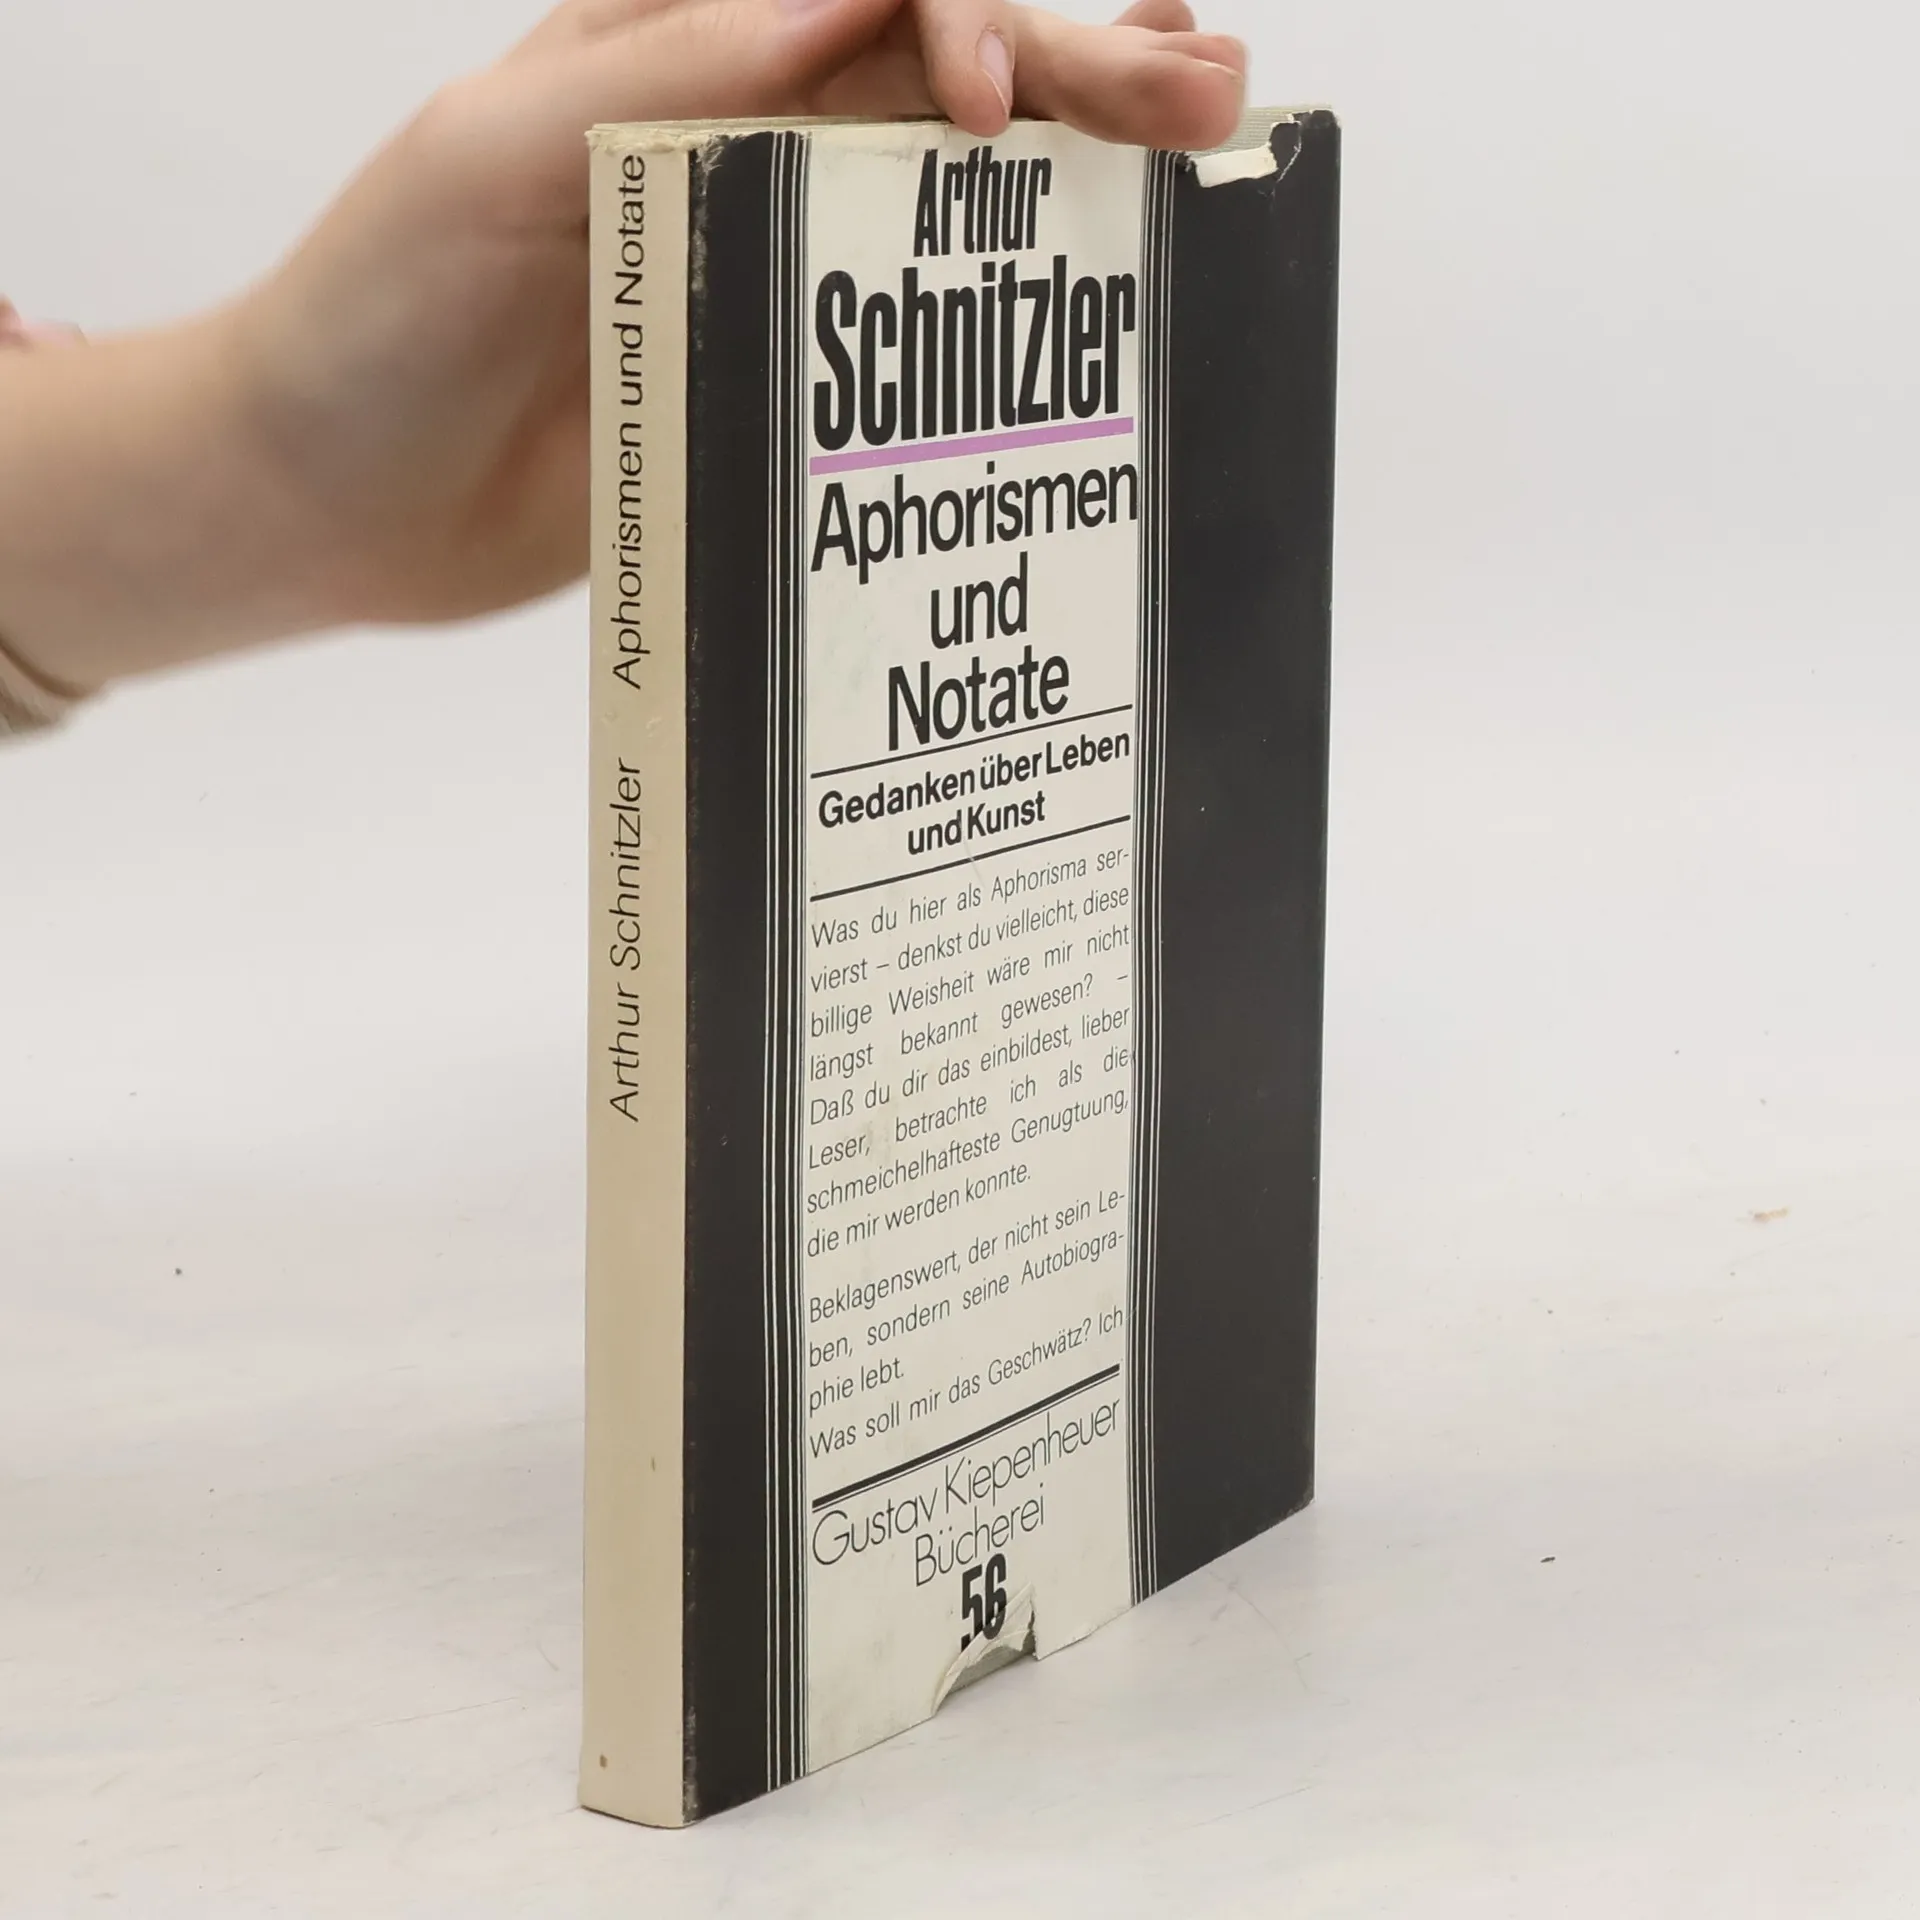 Arthur Schnitzler Aphorismen und Notate
Arthur
Schnitzler
Aphorismen
und
Notate
Gedanken über Leben
und Kunst
Was du hier als Aphorisma ser-
vierst – denkst du vielleicht, diese
billige Weisheit wäre mir nicht
längst bekannt gewesen? –
Daß du dir das einbildest, lieber
Leser, betrachte ich als die
schmeichelhafteste Genugtuung,
die mir werden konnte.
Beklagenswert, der nicht sein Le-
ben, sondern seine Autobiogra-
phie lebt.
Was soll mir das Geschwätz? Ich
Gustav Kiepenheuer
Bücherei
56